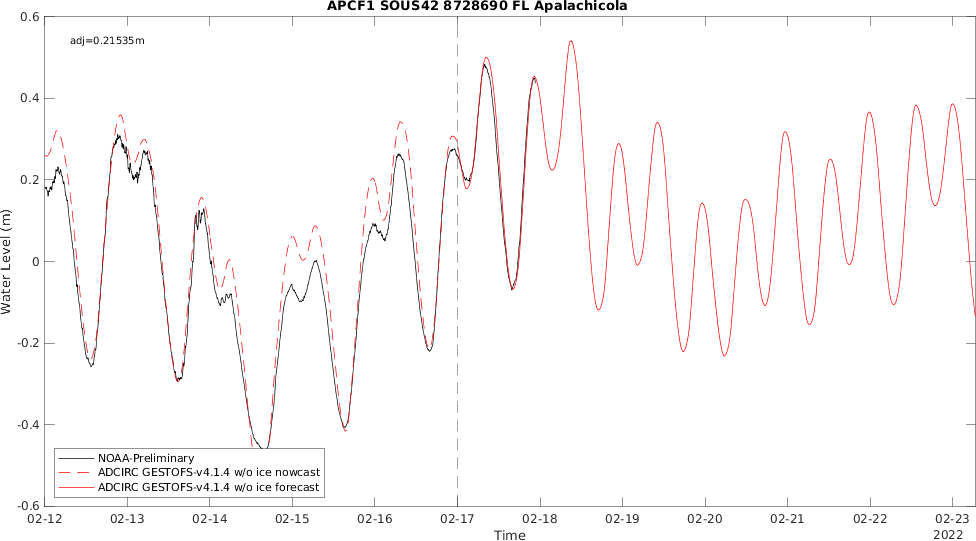 APCF1 SOUS42 8728690 FL Apalachicola
adj=0.21535m
0.6
0.4
0.2
0
-0.2
-0.4
-0.6
Water Level (m)
NOAA-Preliminary
ADCIRC GESTOFS-v4.1.4 w/o ice nowcast
ADCIRC GESTOFS-v4.1.4 w/o ice forecast
02-12 02-13 02-14 02-15 02-16 02-17 02-18 02-19 02-20 02-21 02-22 02-23
Time
2022